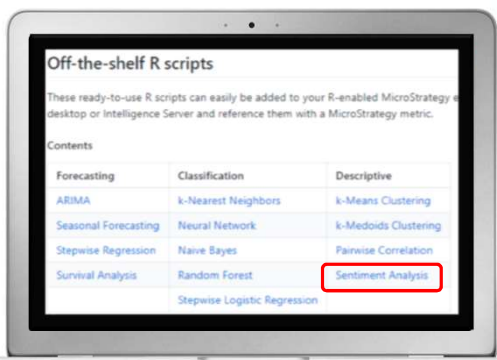 Off-the-shelf R scripts
These ready-to-use R scripts can easily be added to your R-enabled MicroStrategy e
desktop or Intelligence Server and reference them with a MicroStrategy metric.
Contents
Forecasting Classification Descriptive
ARIMA k-Nearest Neighbors k-Means Clustering
Seasonal Forecasting Neural Network k-Medoids Clustering
Stepwise Regression Naive Bayes Pairwise Correlation
Survival Analysis Random Forest Sentiment Analysis
Stepwise Logistic Regression